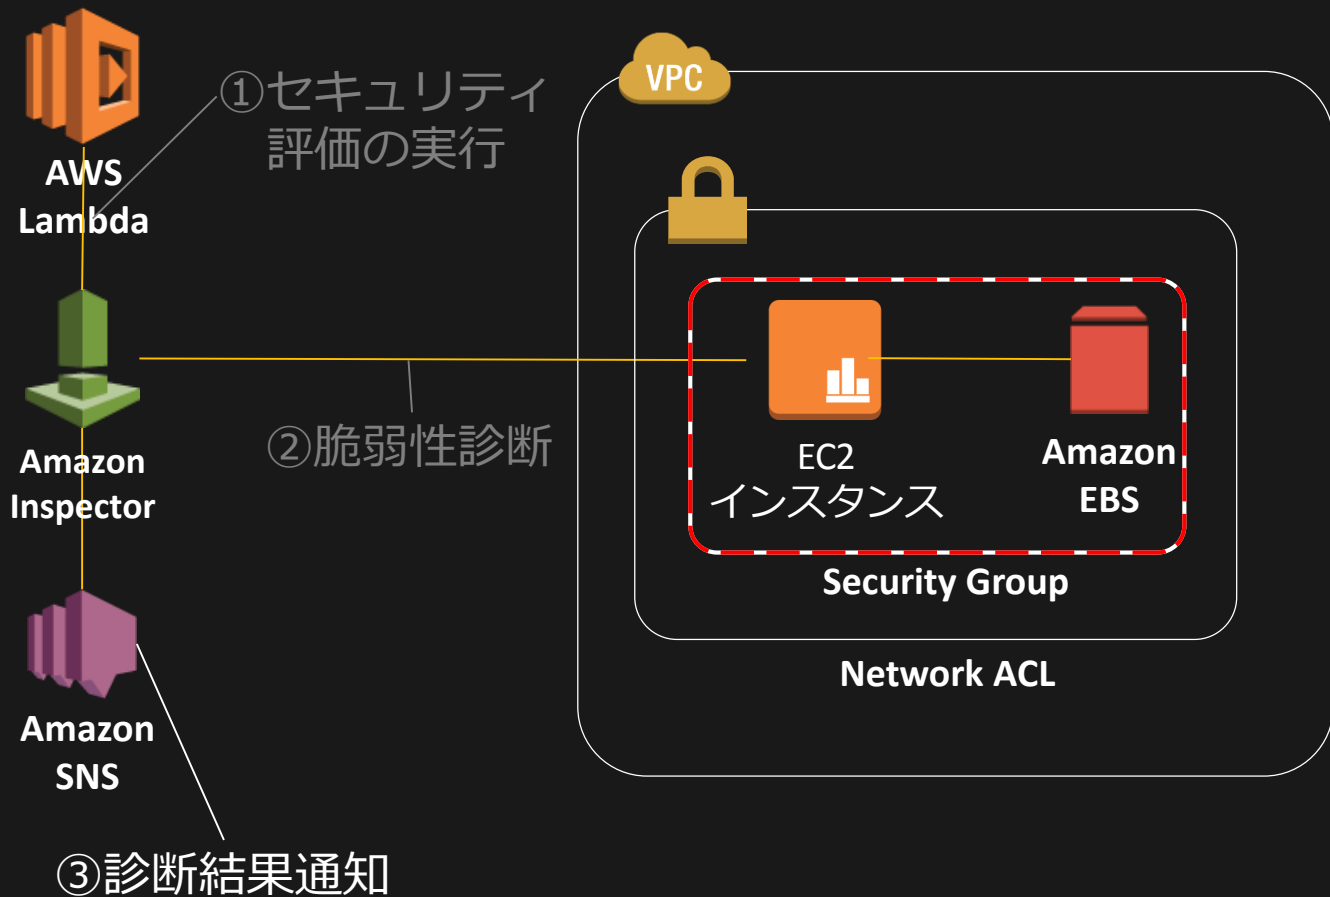 VPC
①セキュリティ
評価の実行
AWS
Lambda
②脆弱性診断
Amazon
Inspector
EC2
インスタンス
Amazon
EBS
Security Group
Network ACL
Amazon
SNS
③診断結果通知